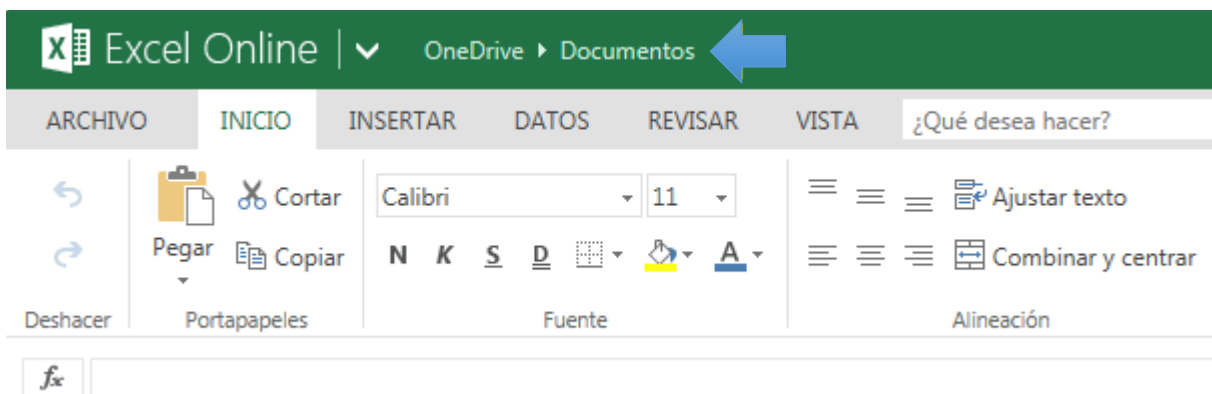 Excel Online | OneDrive ▸ Documentos
ARCHIVO INICIO INSERTAR DATOS REVISAR VISTA ¿Qué desea hacer?
Cortar Calibri 11 Ajustar texto
Pegar Copiar N K S D A Combinar y centrar
Deshacer Portapapeles Fuente Alineación
fx